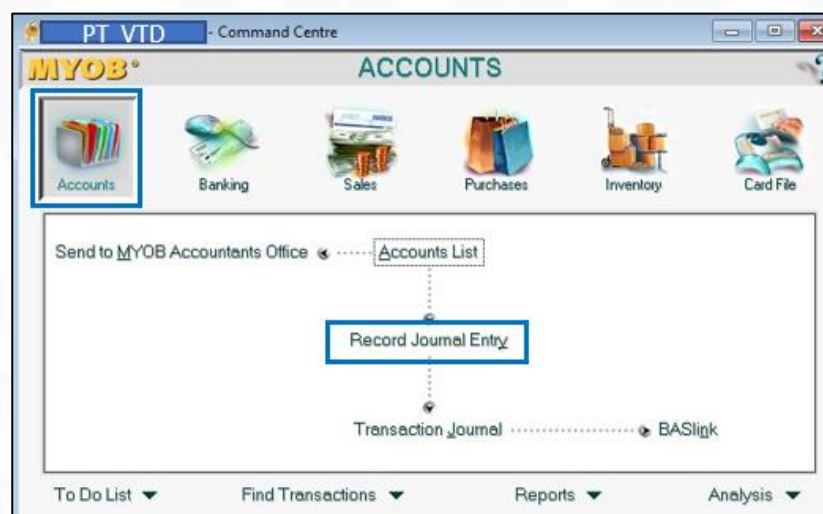 PT VTD - Command Centre
MYOB ACCOUNTS
Accounts Banking Sales Purchases Inventory Card File
Send to MYOB Accountants Office Accounts List
Record Journal Entry
Transaction Journal BASlink
To Do List Find Transactions Reports Analysis